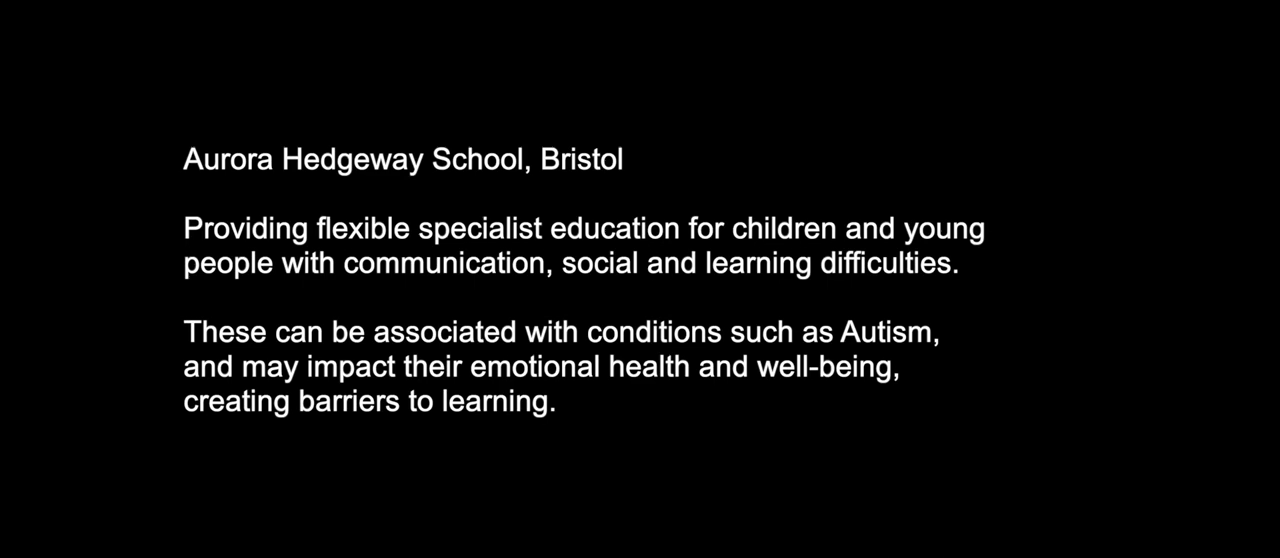 Aurora Hedgeway School, Bristol
Providing flexible specialist education for children and young
people with communication, social and learning difficulties.
These can be associated with conditions such as Autism,
and may impact their emotional health and well-being,
creating barriers to learning.